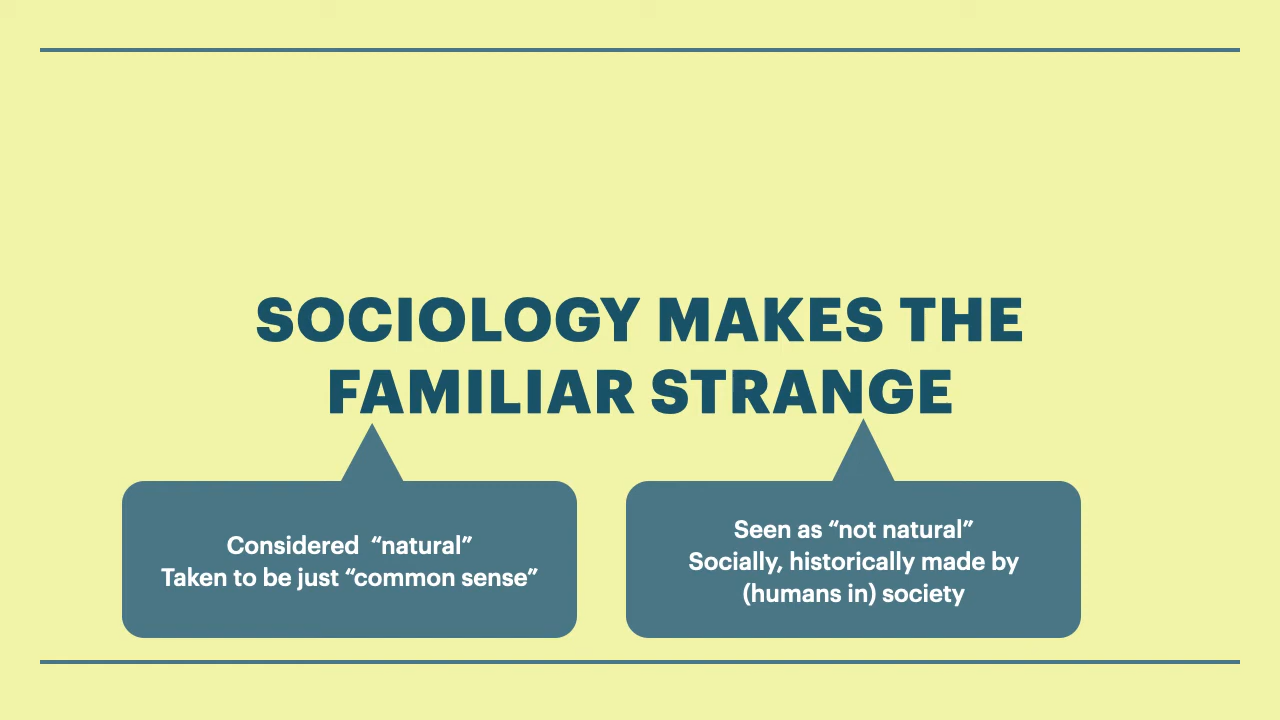 SOCIOLOGY MAKES THE
FAMILIAR STRANGE
Considered “natural”
Taken to be just “common sense”
Seen as “not natural”
Socially, historically made by
(humans in) society